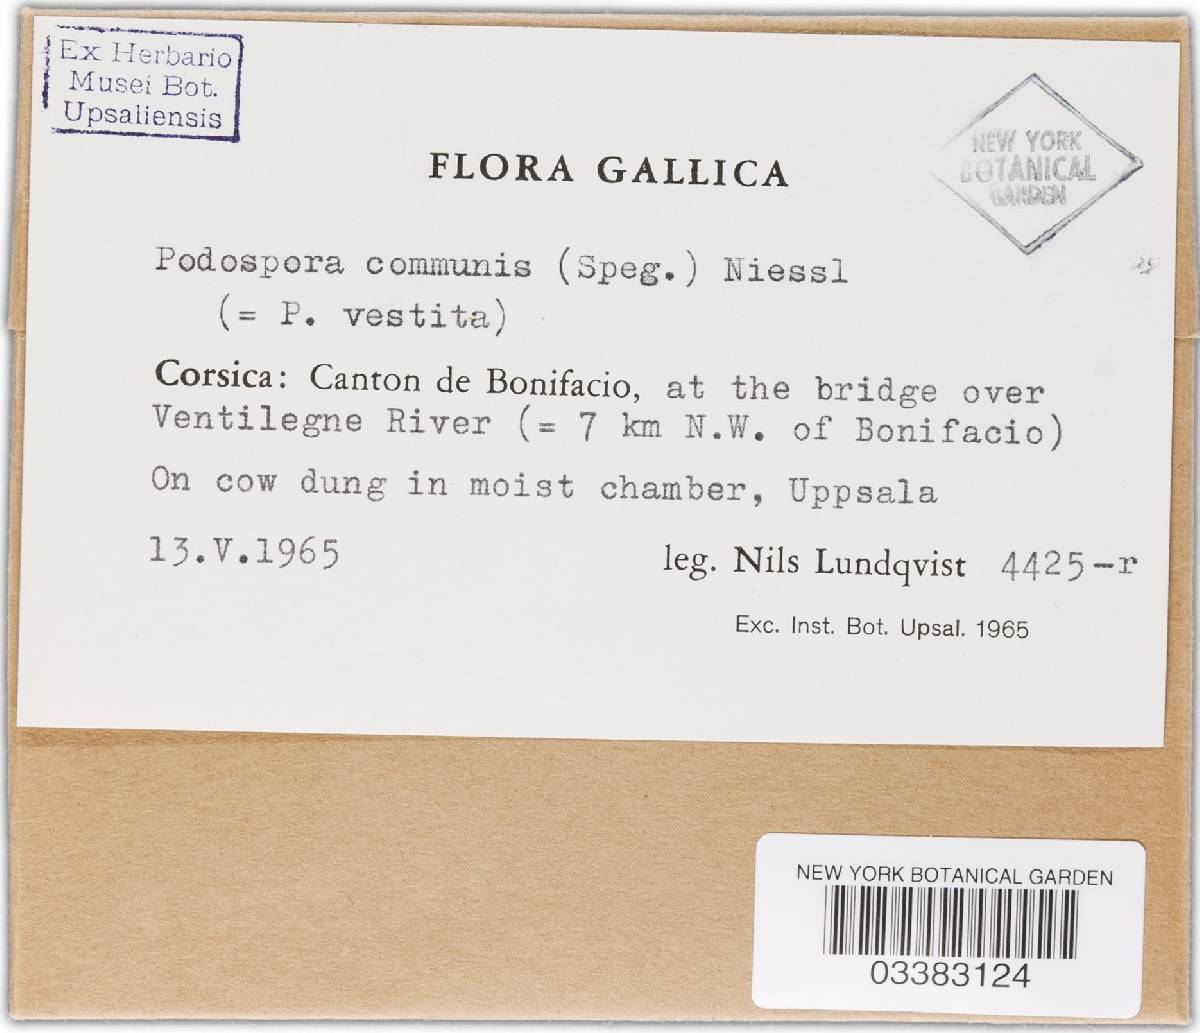 Ex Herbario
Musei Bot.
Upsaliensis
NEW YORK
BOTANICAL
GARDEN
FLORA GALLICA
Podospora communis (Speg.) Niessl
(= P. vestita)
Corsica: Canton de Bonifacio, at the bridge over
Ventilegne River (= 7 km N.W. of Bonifacio)
On cow dung in moist chamber, Uppsala
13.V.1965
leg. Nils Lundqvist 4425-r
Exc. Inst. Bot. Upsal. 1965
NEW YORK BOTANICAL GARDEN
03383124